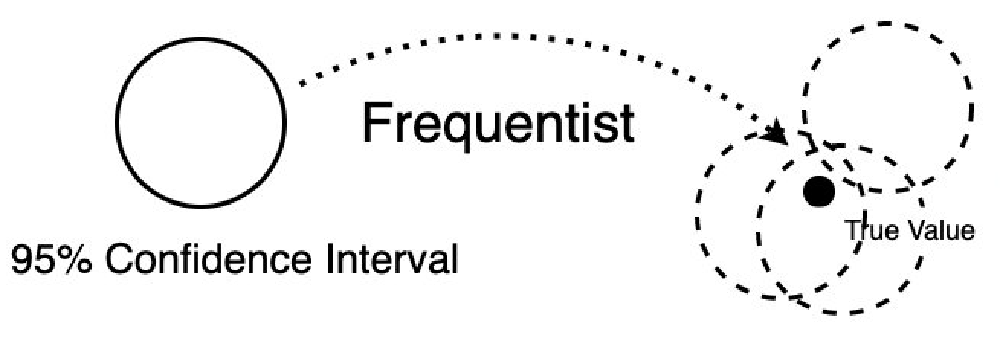 Frequentist
True Value
95% Confidence Interval